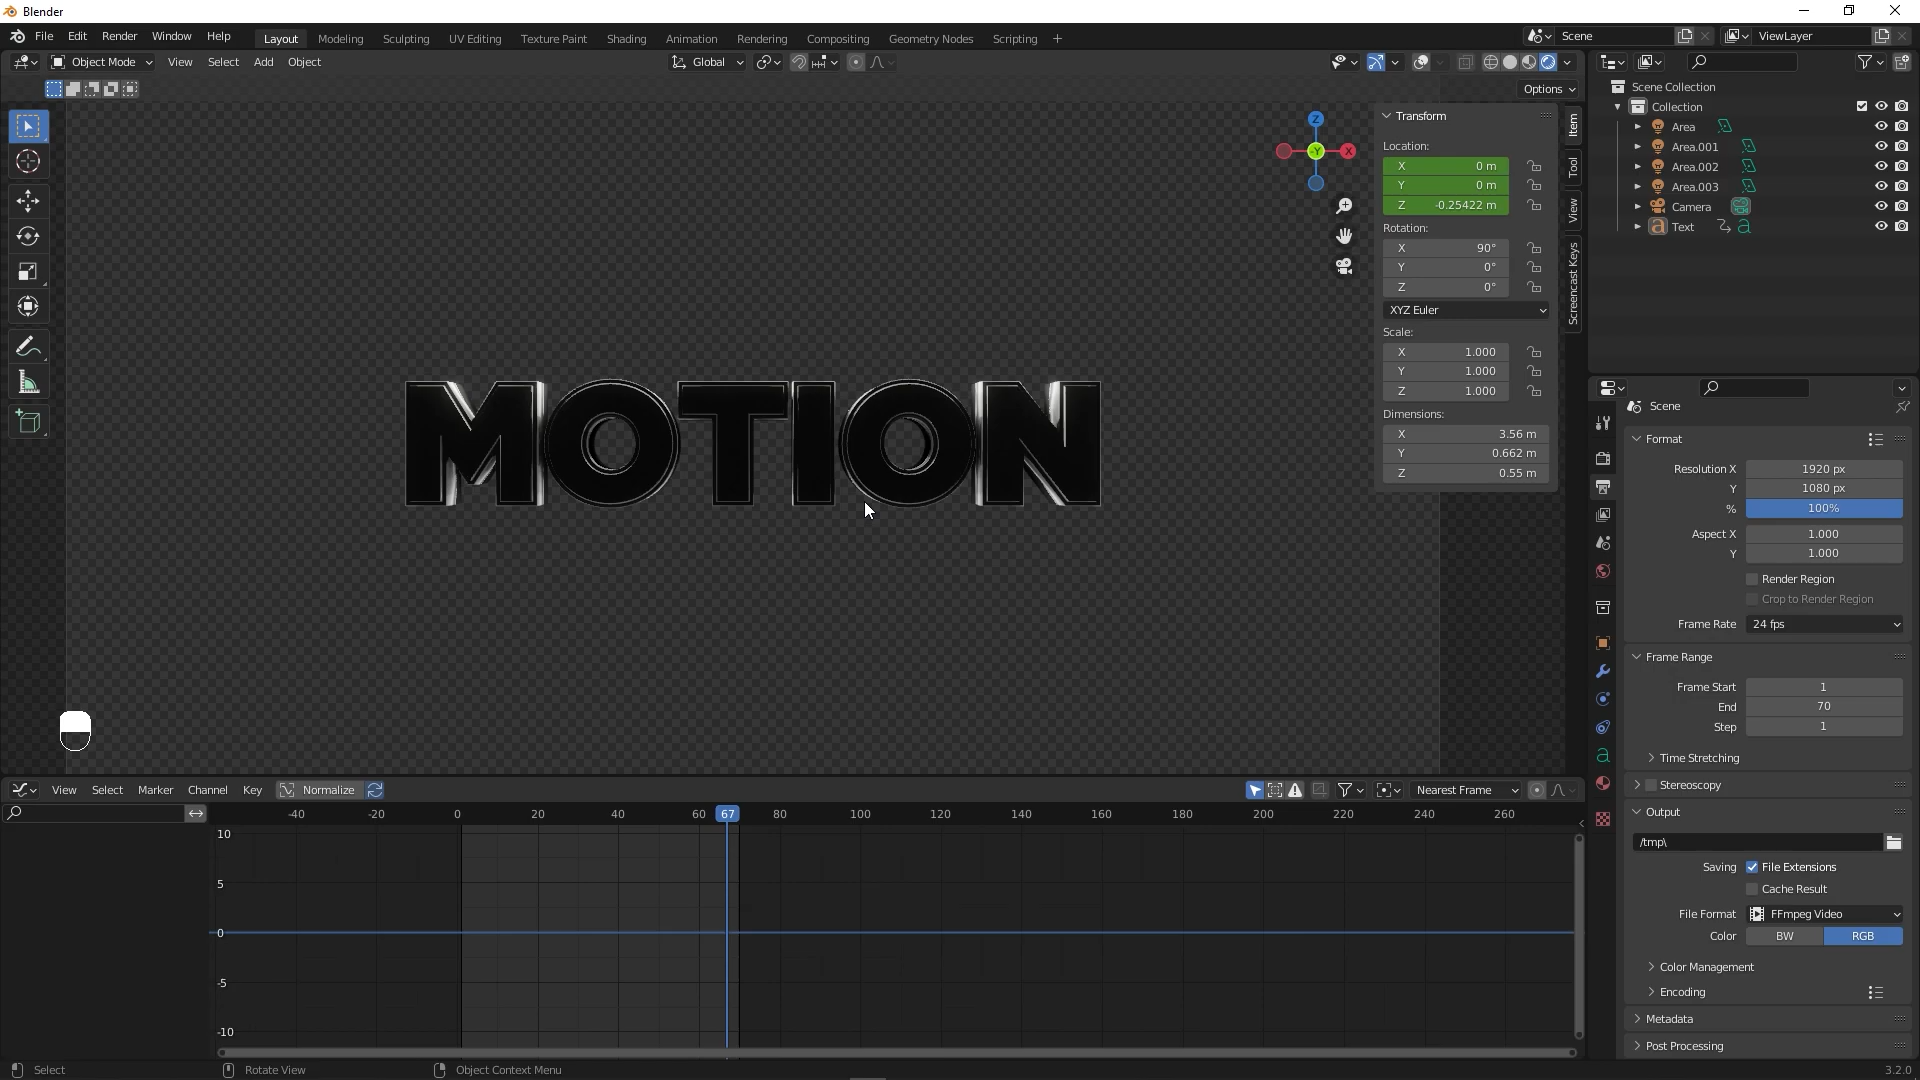 Blender
File Edit Render Window Help Layout Modeling Sculpting UV Editing Texture Paint Shading Animation Rendering Compositing Geometry Nodes Scripting + Scene ViewLayer
Object Mode View Select Add Object Global
Options
Transform
Location:
X 0 m
Y 0 m
Z -0.25422 m
Rotation:
X 90°
Y 0°
Z 0°
XYZ Euler
Scale:
X 1.000
Y 1.000
Z 1.000
Dimensions:
X 3.56 m
Y 0.662 m
Z 0.55 m
Item
Tool
View
Screencast Keys
Z
-Y X
MOTION
Scene Collection
Collection
Area
Area.001
Area.002
Area.003
Camera
Text
Scene
Format
Resolution X 1920 px
Y 1080 px
% 100%
Aspect X 1.000
Y 1.000
Render Region
Crop to Render Region
Frame Rate 24 fps
Frame Range
Frame Start 1
End 70
Step 1
Time Stretching
Stereoscopy
Output
/tmp\
Saving File Extensions
Cache Result
File Format FFmpeg Video
Color BW RGB
Color Management
Encoding
Metadata
Post Processing
View Select Marker Channel Key Normalize Nearest Frame
-40 -20 0 20 40 60 67 80 100 120 140 160 180 200 220 240 260
10
5
0
-5
-10
Select Rotate View Object Context Menu 3.2.0